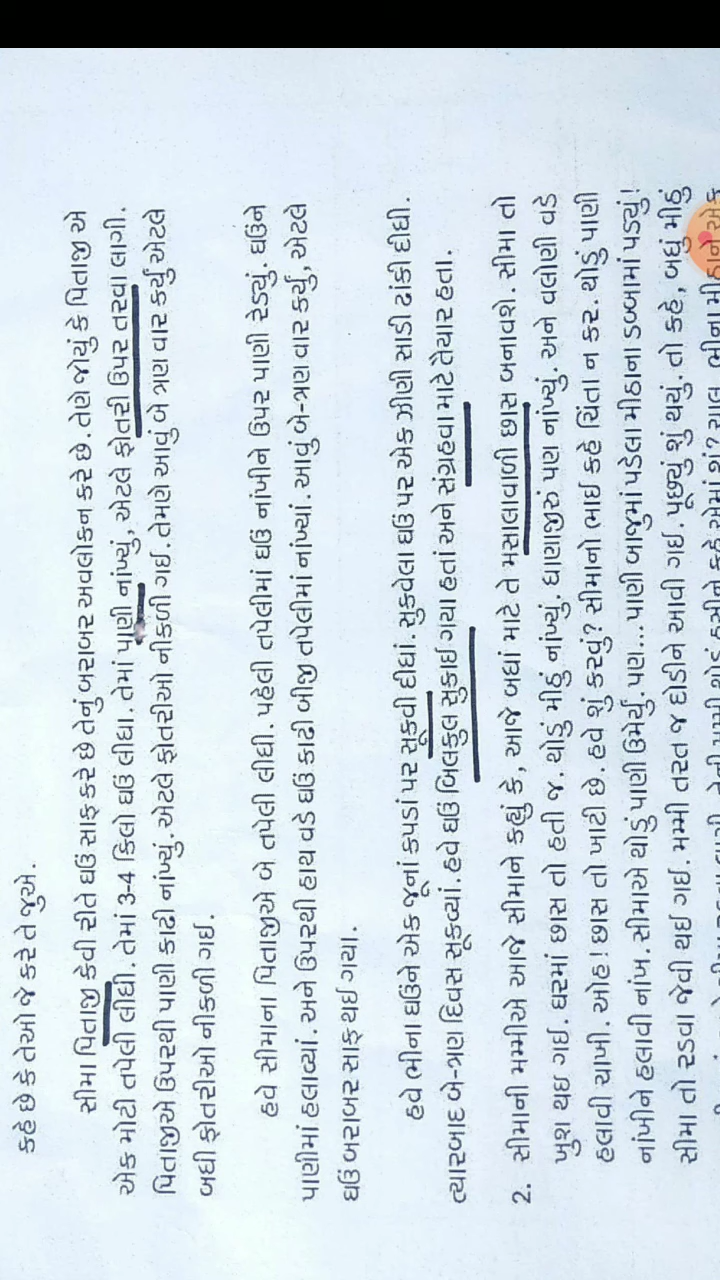 કહે છે કે તેઓ જે કરે તે જુએ.
સીમા પિતાજી કેવી રીતે ઘઉં સાફ કરે છે તેનું બરાબર અવલોકન કરે છે. તેણે જોયું કે પિતાજી એ
એક મોટી તપેલી લીધી. તેમાં 3-4 કિલો ઘઉં લીધા. તેમાં પાણી નાંખ્યું, એટલે ફોતરી ઉપર તરવા લાગી.
પિતાજીએ ઉપરથી પાણી કાઢી નાંખ્યું. એટલે ફોતરીઓ નીકળી ગઈ. તેમણે આવું બે ત્રણ વાર કર્યું એટલે
બધી ફોતરીઓ નીકળી ગઈ.
હવે સીમાના પિતાજીએ બે તપેલી લીધી. પહેલી તપેલીમાં ઘઉં નાંખીને ઉપર પાણી રેડ્યું. ઘઉંને
પાણીમાં હલાવ્યાં. અને ઉપરથી હાથ વડે ઘઉં કાઢી બીજી તપેલીમાં નાંખ્યાં. આવું બે-ત્રણ વાર કર્યું, એટલે
ઘઉં બરાબર સાફ થઈ ગયા.
હવે ભીના ઘઉંને એક જૂનાં કપડાં પર સૂકવી દીધાં. સુકવેલા ઘઉં પર એક ઝીણી સાડી ઢાંકી દીધી.
ત્યારબાદ બે-ત્રણ દિવસ સૂકવ્યાં. હવે ઘઉં બિલકુલ સુકાઈ ગયા હતાં અને સંગ્રહવા માટે તૈયાર હતા.
2. સીમાની મમ્મીએ આજે સીમાને કહ્યું કે, આજે બધાં માટે તે મસાલાવાળી છાસ બનાવશે. સીમા તો
ખુશ થઇ ગઈ. ઘરમાં છાસ તો હતી જ. થોડું મીઠું નાંખ્યું. ધાણાજીરું પણ નાંખ્યું. અને વલોણી વડે
હલાવી ચાખી. ઓહ! છાસ તો ખાટી છે. હવે શું કરવું? સીમાનો ભાઇ કહે ચિંતા ન કર. થોડું પાણી
નાંખીને હલાવી નાંખ. સીમાએ થોડું પાણી ઉમેર્યું. પણ... પાણી બાજુમાં પડેલા મીઠાના ડબ્બામાં પડ્યું!
સીમા તો રડવા જેવી થઇ ગઈ. મમ્મી તરત જ દોડીને આવી ગઈ. પૂછ્યું શું થયું. તો કહે, બધું મીઠું